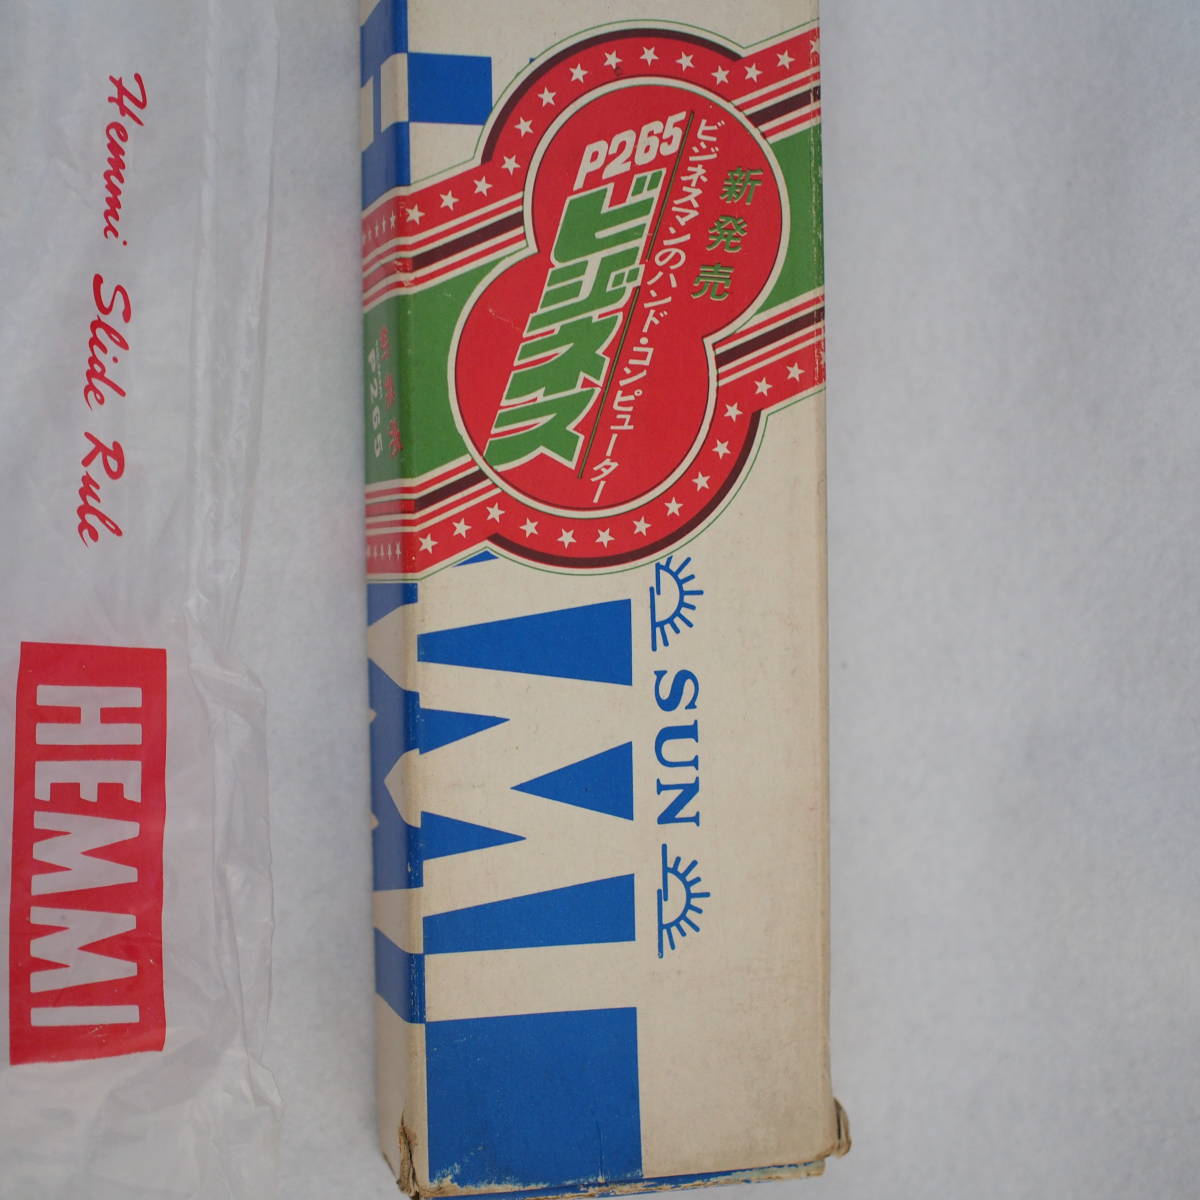 Hemmi Slide Rule
HEMMI
新発売
ビジネスマンのハンド・コンピューター
P265
ビジネス
P265
SUN